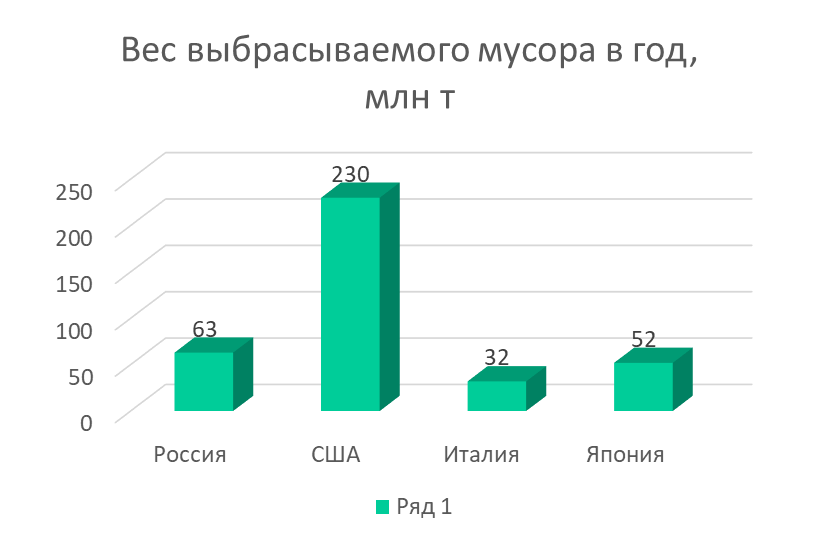 Вес выбрасываемого мусора в год,
млн т
250
200
150
100
50
0
63
230
32
52
Россия
США
Италия
Япония
Ряд 1